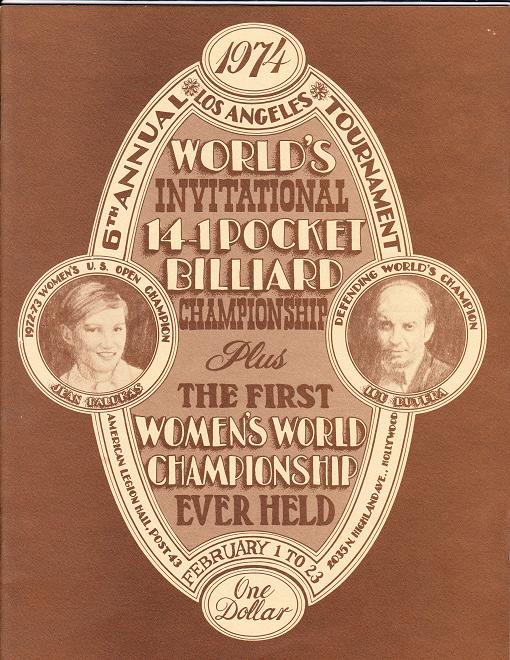 1974
6TH ANNUAL LOS ANGELES TOURNAMENT
WORLD'S
INVITATIONAL
14-1 POCKET
BILLIARD
CHAMPIONSHIP
Plus
THE FIRST
WOMEN'S WORLD
CHAMPIONSHIP
EVER HELD
1972-73 WOMEN'S U.S. OPEN CHAMPION
JEAN BALUKAS
DEFENDING WORLD'S CHAMPION
LOU BUTERA
AMERICAN LEGION HALL, POST 43
FEBRUARY 1 TO 23
2035 N. HIGHLAND AVE., HOLLYWOOD
One
Dollar